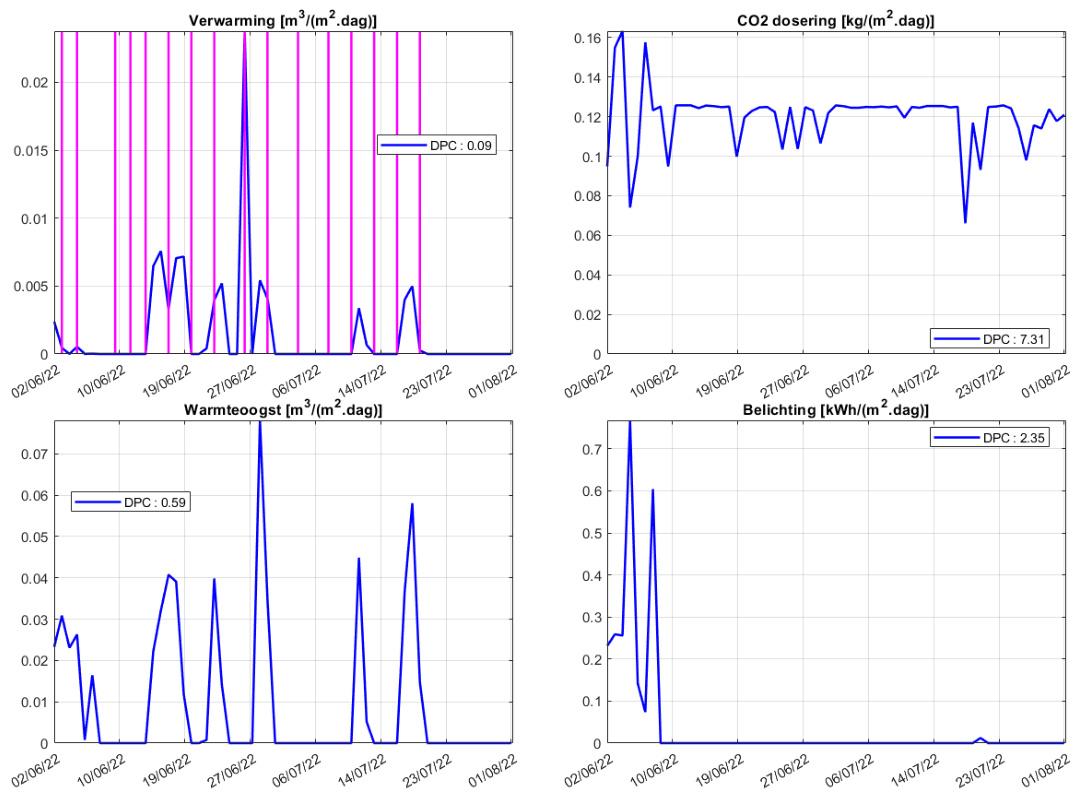 Verwarming [m³/(m².dag)]
0.02
0.015
0.01
0.005
0
DPC : 0.09
02/06/22 10/06/22 19/06/22 27/06/22 06/07/22 14/07/22 23/07/22 01/08/22
CO2 dosering [kg/(m².dag)]
0.16
0.14
0.12
0.1
0.08
0.06
0.04
0.02
0
DPC : 7.31
02/06/22 10/06/22 19/06/22 27/06/22 06/07/22 14/07/22 23/07/22 01/08/22
Warmteoogst [m³/(m².dag)]
0.07
0.06
0.05
0.04
0.03
0.02
0.01
0
DPC : 0.59
02/06/22 10/06/22 19/06/22 27/06/22 06/07/22 14/07/22 23/07/22 01/08/22
Belichting [kWh/(m².dag)]
0.7
0.6
0.5
0.4
0.3
0.2
0.1
0
DPC : 2.35
02/06/22 10/06/22 19/06/22 27/06/22 06/07/22 14/07/22 23/07/22 01/08/22